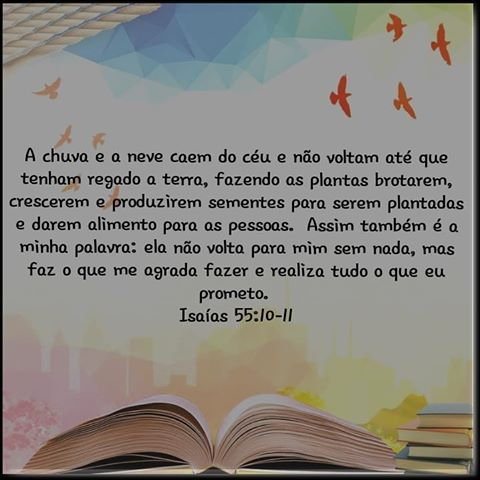 A chuva e a neve caem do céu e não voltam até que
tenham regado a terra, fazendo as plantas brotarem,
crescerem e produzirem sementes para serem plantadas
e darem alimento para as pessoas. Assim também é a
minha palavra: ela não volta para mim sem nada, mas
faz o que me agrada fazer e realiza tudo o que eu
prometo.
Isaías 55:10-11